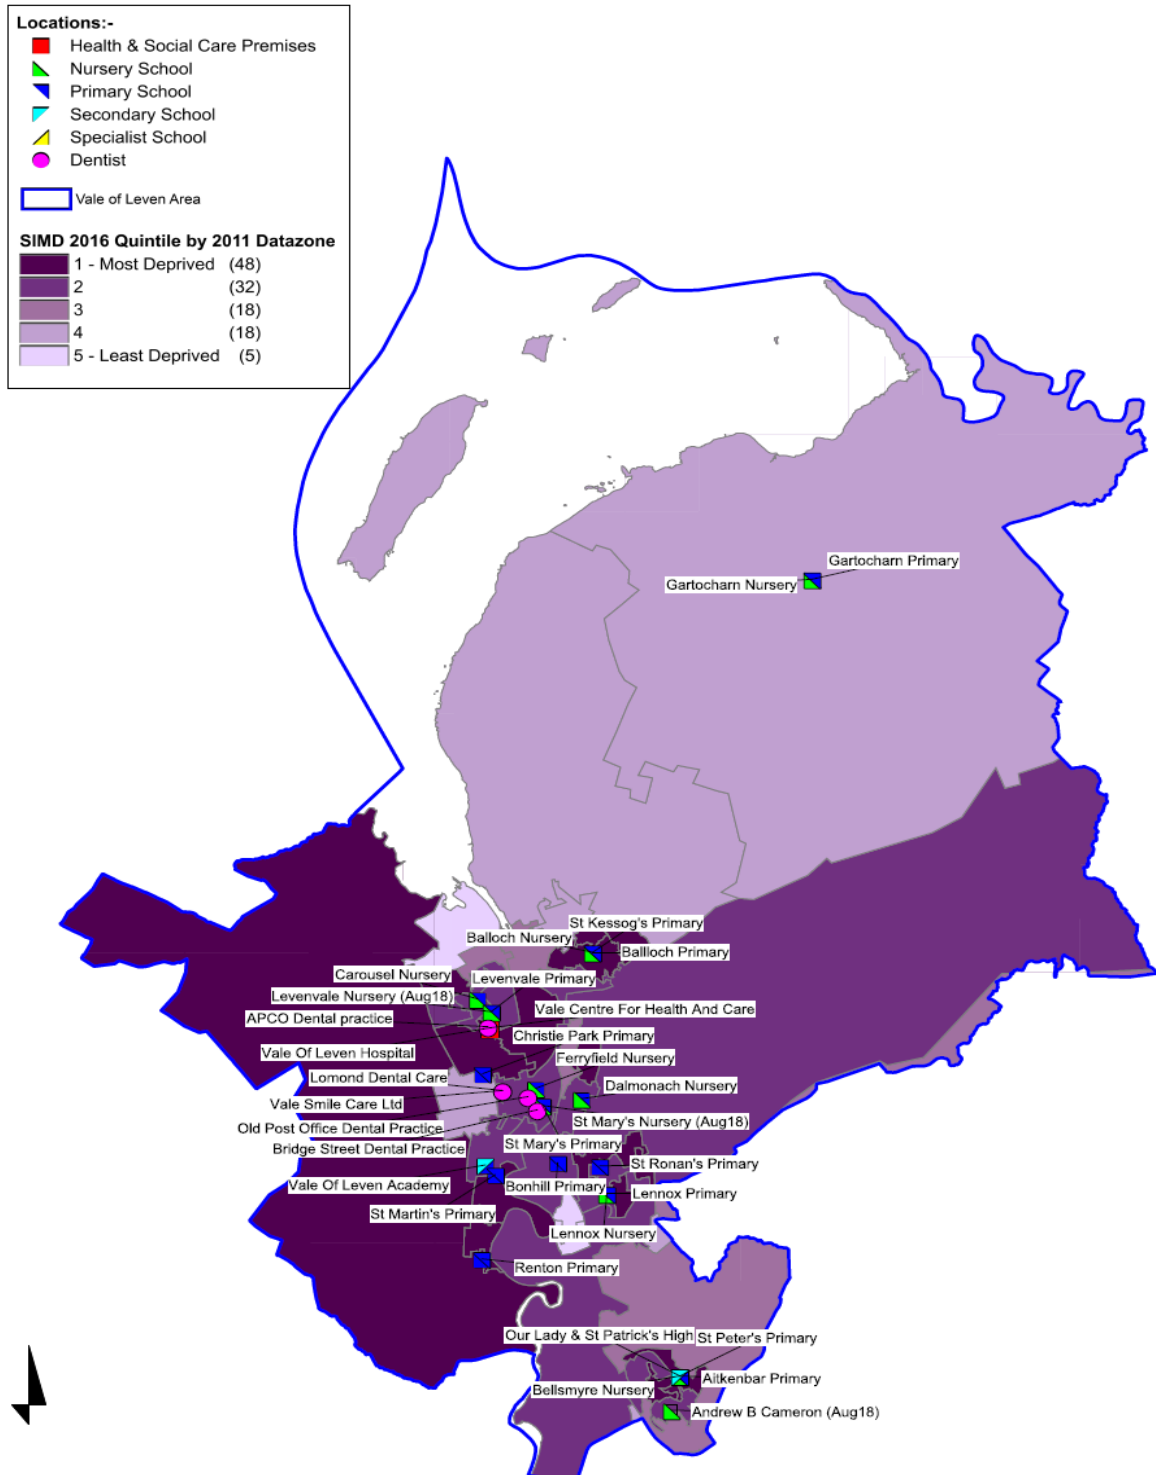 Locations:-
Health & Social Care Premises
Nursery School
Primary School
Secondary School
Specialist School
Dentist
Vale of Leven Area
SIMD 2016 Quintile by 2011 Datazone
1 - Most Deprived (48)
2 (32)
3 (18)
4 (18)
5 - Least Deprived (5)
Gartocharn Primary
Gartocharn Nursery
St Kessog's Primary
Balloch Nursery
Ballloch Primary
Carousel Nursery
Levenvale Primary
Levenvale Nursery (Aug18)
Vale Centre For Health And Care
APCO Dental practice
Christie Park Primary
Vale Of Leven Hospital
Ferryfield Nursery
Lomond Dental Care
Dalmonach Nursery
Vale Smile Care Ltd
St Mary's Nursery (Aug18)
Old Post Office Dental Practice
St Mary's Primary
Bridge Street Dental Practice
St Ronan's Primary
Vale Of Leven Academy
Bonhill Primary
Lennox Primary
St Martin's Primary
Lennox Nursery
Renton Primary
Our Lady & St Patrick's High
St Peter's Primary
Aitkenbar Primary
Bellsmyre Nursery
Andrew B Cameron (Aug18)